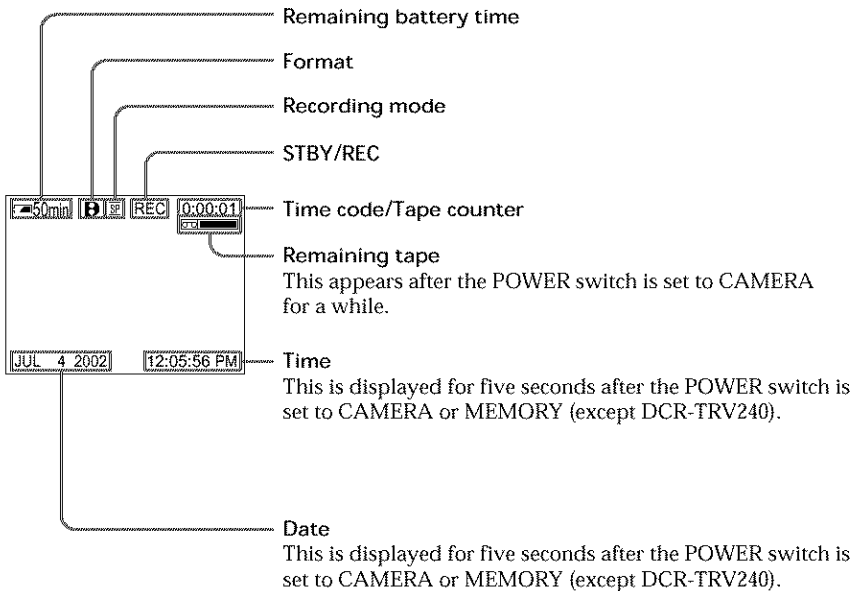 Remaining battery time
Format
Recording mode
STBY/REC
50min SP REC 0:00:01
Time code/Tape counter
Remaining tape
This appears after the POWER switch is set to CAMERA
for a while.
JUL 4 2002 12:05:56 PM
Time
This is displayed for five seconds after the POWER switch is
set to CAMERA or MEMORY (except DCR-TRV240).
Date
This is displayed for five seconds after the POWER switch is
set to CAMERA or MEMORY (except DCR-TRV240).